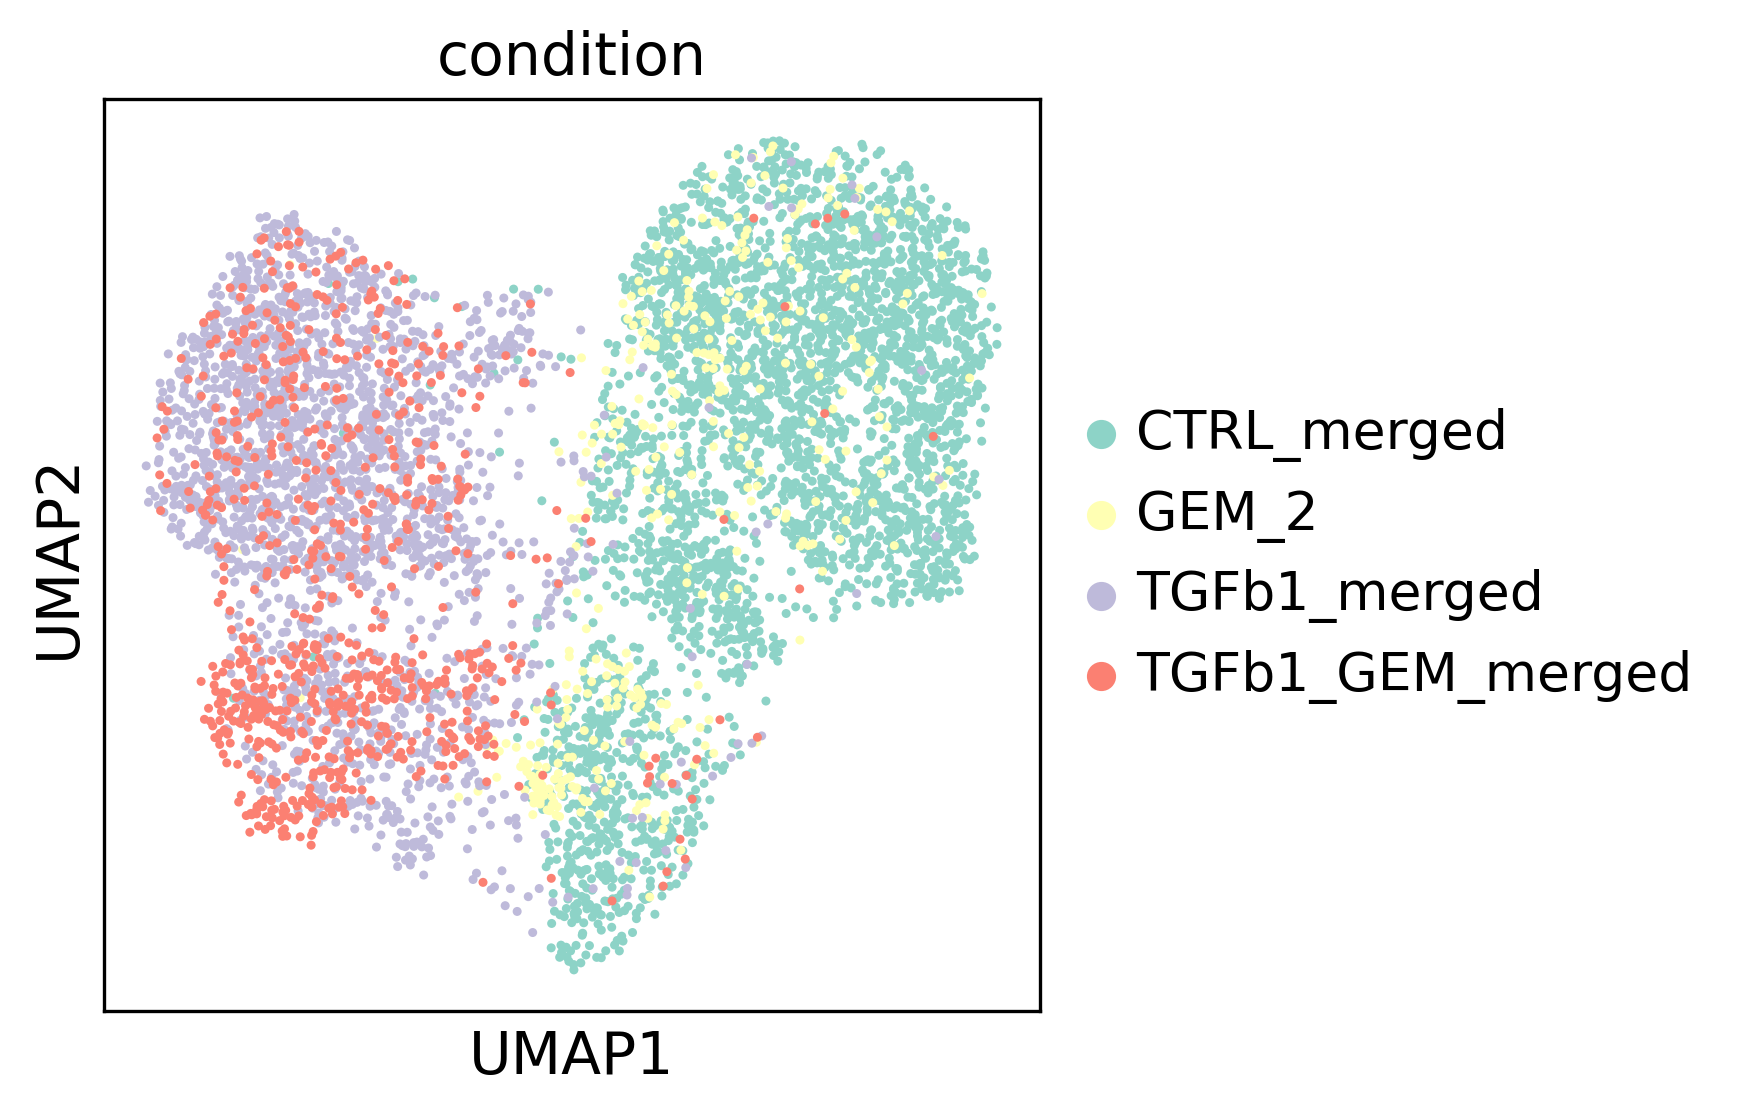 condition
UMAP2
CTRL_merged
GEM_2
TGFb1_merged
TGFb1_GEM_merged
UMAP1